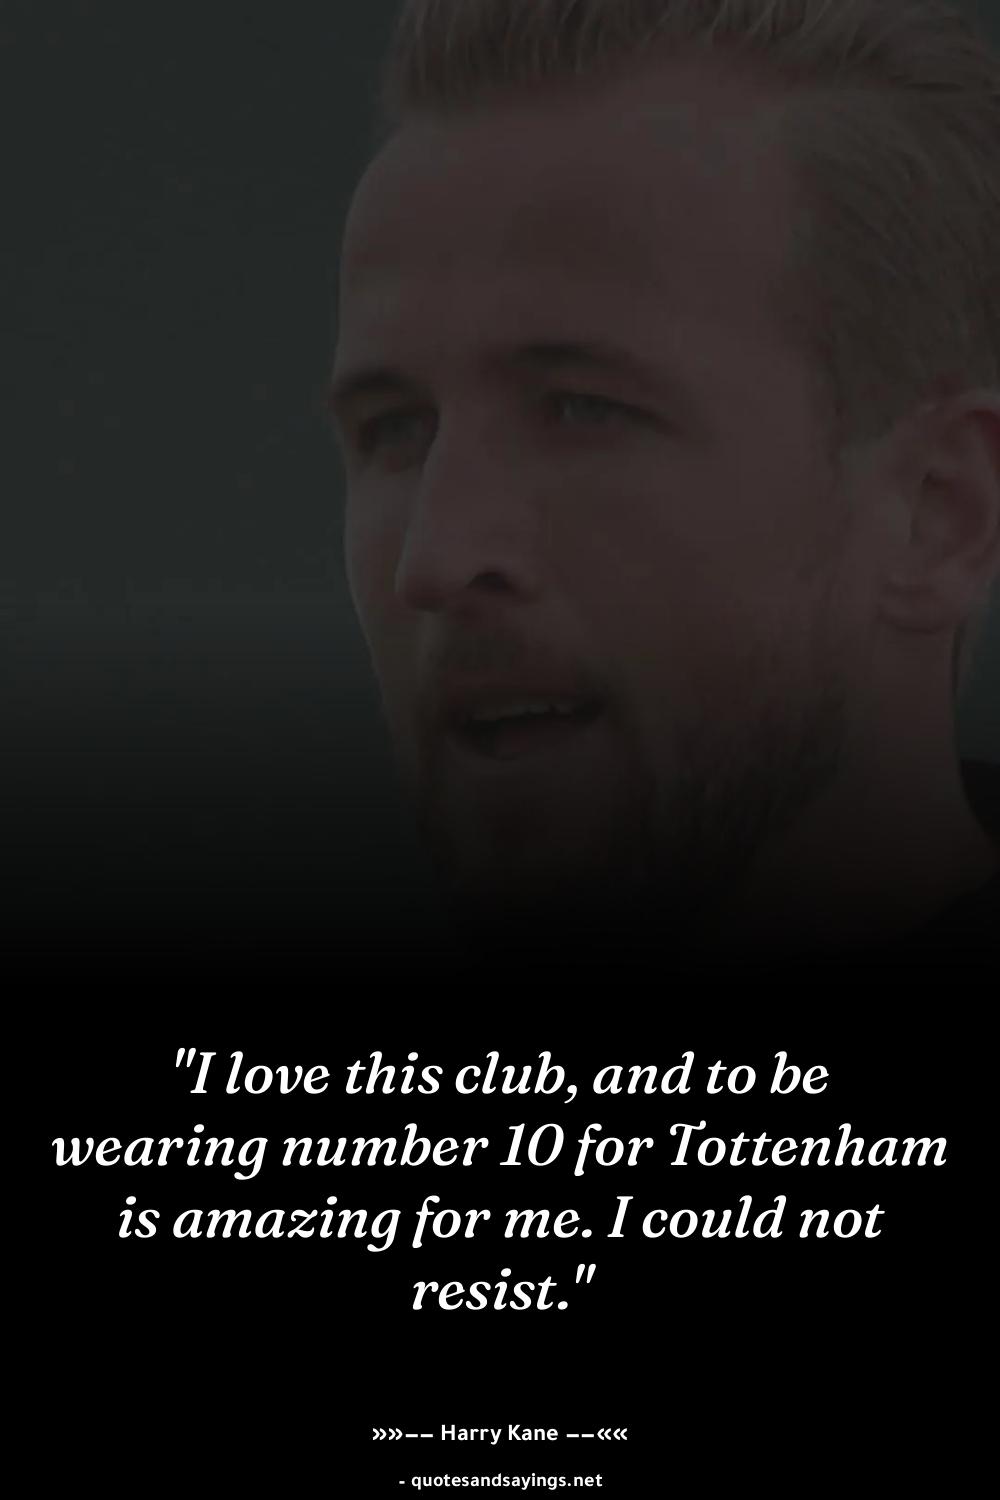 "I love this club, and to be
wearing number 10 for Tottenham
is amazing for me. I could not
resist."
»»−− Harry Kane −−««
- quotesandsayings.net